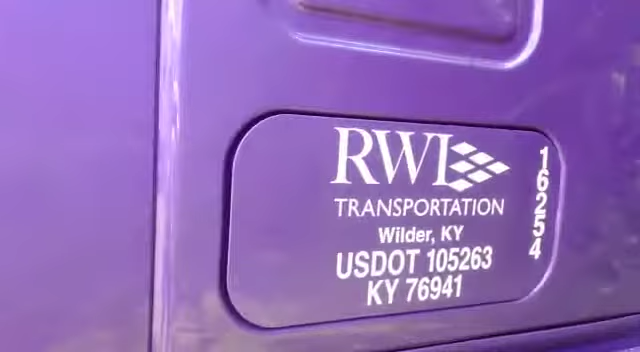 RWI
TRANSPORTATION
Wilder, KY
USDOT 105263
KY 76941
16254